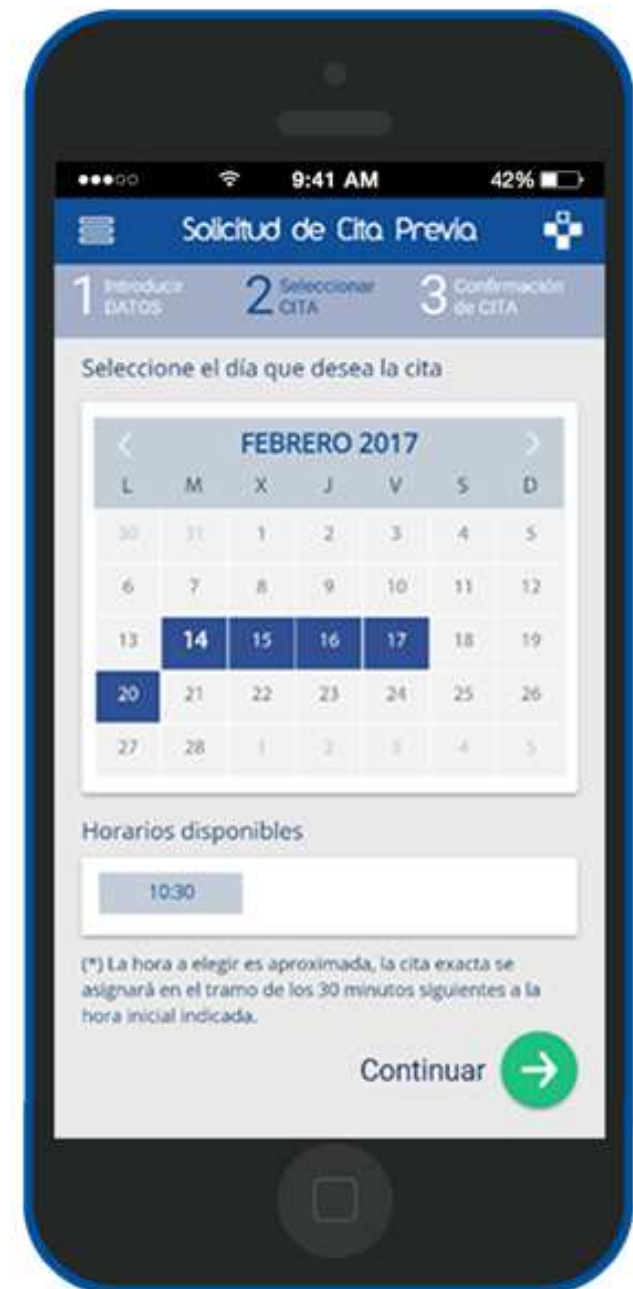 9:41 AM 42%
Solicitud de Cita Previa
1 Introducir DATOS 2 Seleccionar CITA 3 Confirmación de CITA
Seleccione el día que desea la cita
FEBRERO 2017
L M X J V S D
30 31 1 2 3 4 5
6 7 8 9 10 11 12
13 14 15 16 17 18 19
20 21 22 23 24 25 26
27 28 1 2 3 4 5
Horarios disponibles
10:30
(*) La hora a elegir es aproximada, la cita exacta se
asignará en el tramo de los 30 minutos siguientes a la
hora inicial indicada.
Continuar